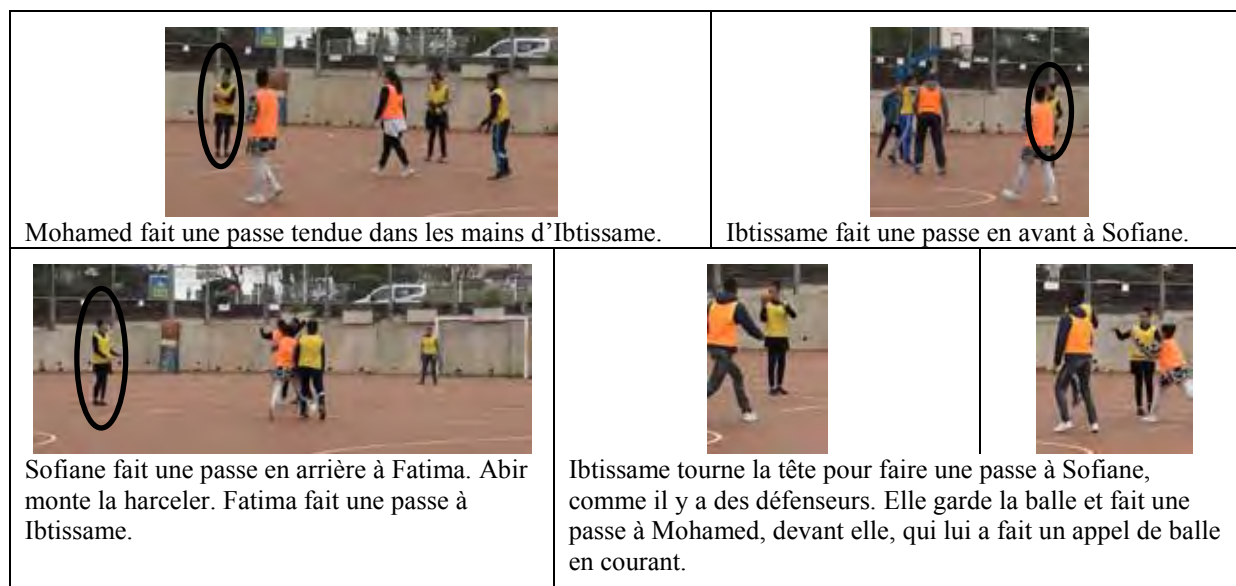 Mohamed fait une passe tendue dans les mains d’Ibtissame.
Ibtissame fait une passe en avant à Sofiane.
Sofiane fait une passe en arrière à Fatima. Abir
monte la harceler. Fatima fait une passe à
Ibtissame.
Ibtissame tourne la tête pour faire une passe à Sofiane,
comme il y a des défenseurs. Elle garde la balle et fait une
passe à Mohamed, devant elle, qui lui a fait un appel de balle
en courant.